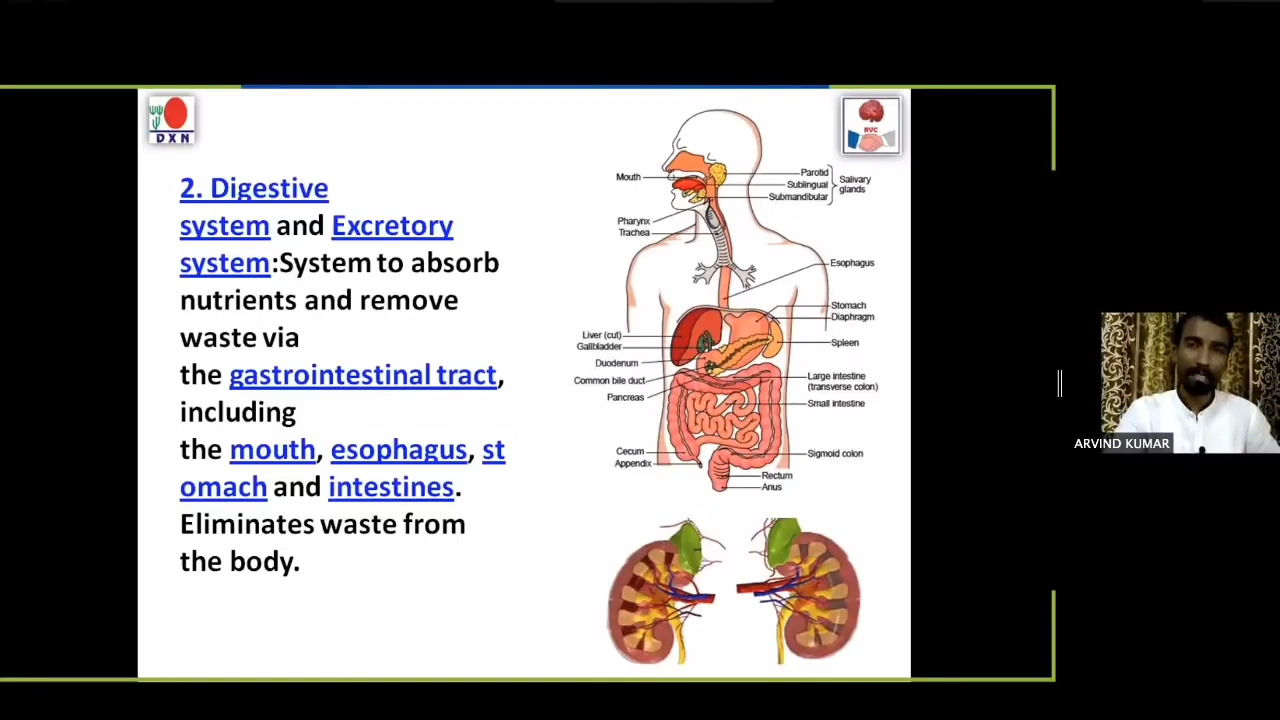 DXN
RVC
2. Digestive
system and Excretory
system:System to absorb
nutrients and remove
waste via
the gastrointestinal tract,
including
the mouth, esophagus, st
omach and intestines.
Eliminates waste from
the body.
Mouth
Pharynx
Trachea
Liver (cut)
Gallbladder
Duodenum
Common bile duct
Pancreas
Cecum
Appendix
Parotid
Sublingual
Submandibular
Salivary
glands
Esophagus
Stomach
Diaphragm
Spleen
Large intestine
(transverse colon)
Small intestine
Sigmoid colon
Rectum
Anus
ARVIND KUMAR